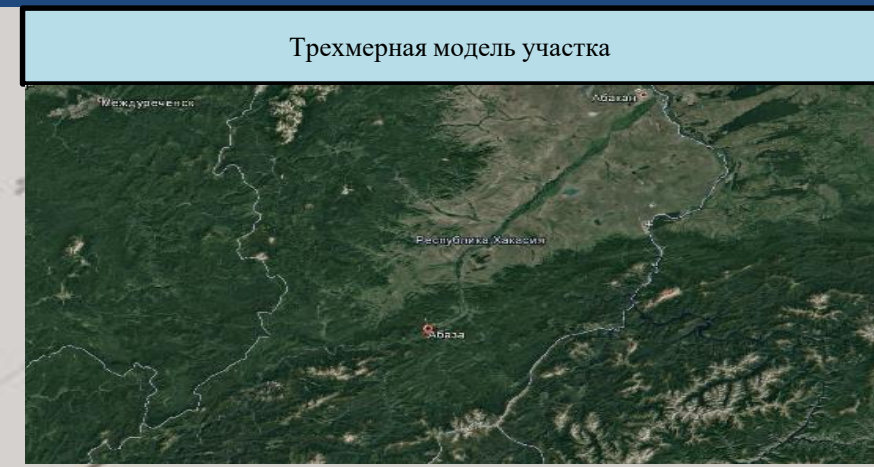 Трехмерная модель участка
Междуреченск
Абакан
Республика Хакасия
Абаза